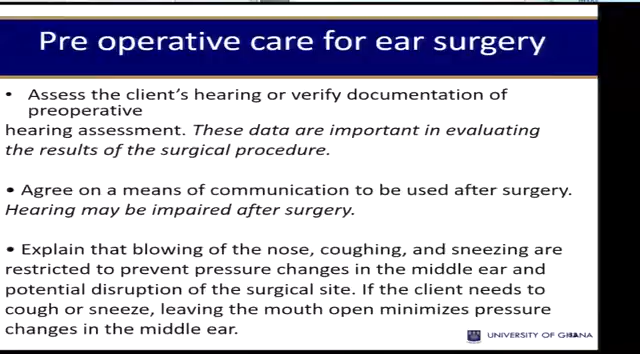 Pre operative care for ear surgery
• Assess the client's hearing or verify documentation of
preoperative
hearing assessment. These data are important in evaluating
the results of the surgical procedure.
• Agree on a means of communication to be used after surgery.
Hearing may be impaired after surgery.
• Explain that blowing of the nose, coughing, and sneezing are
restricted to prevent pressure changes in the middle ear and
potential disruption of the surgical site. If the client needs to
cough or sneeze, leaving the mouth open minimizes pressure
changes in the middle ear.
UNIVERSITY OF GHANA